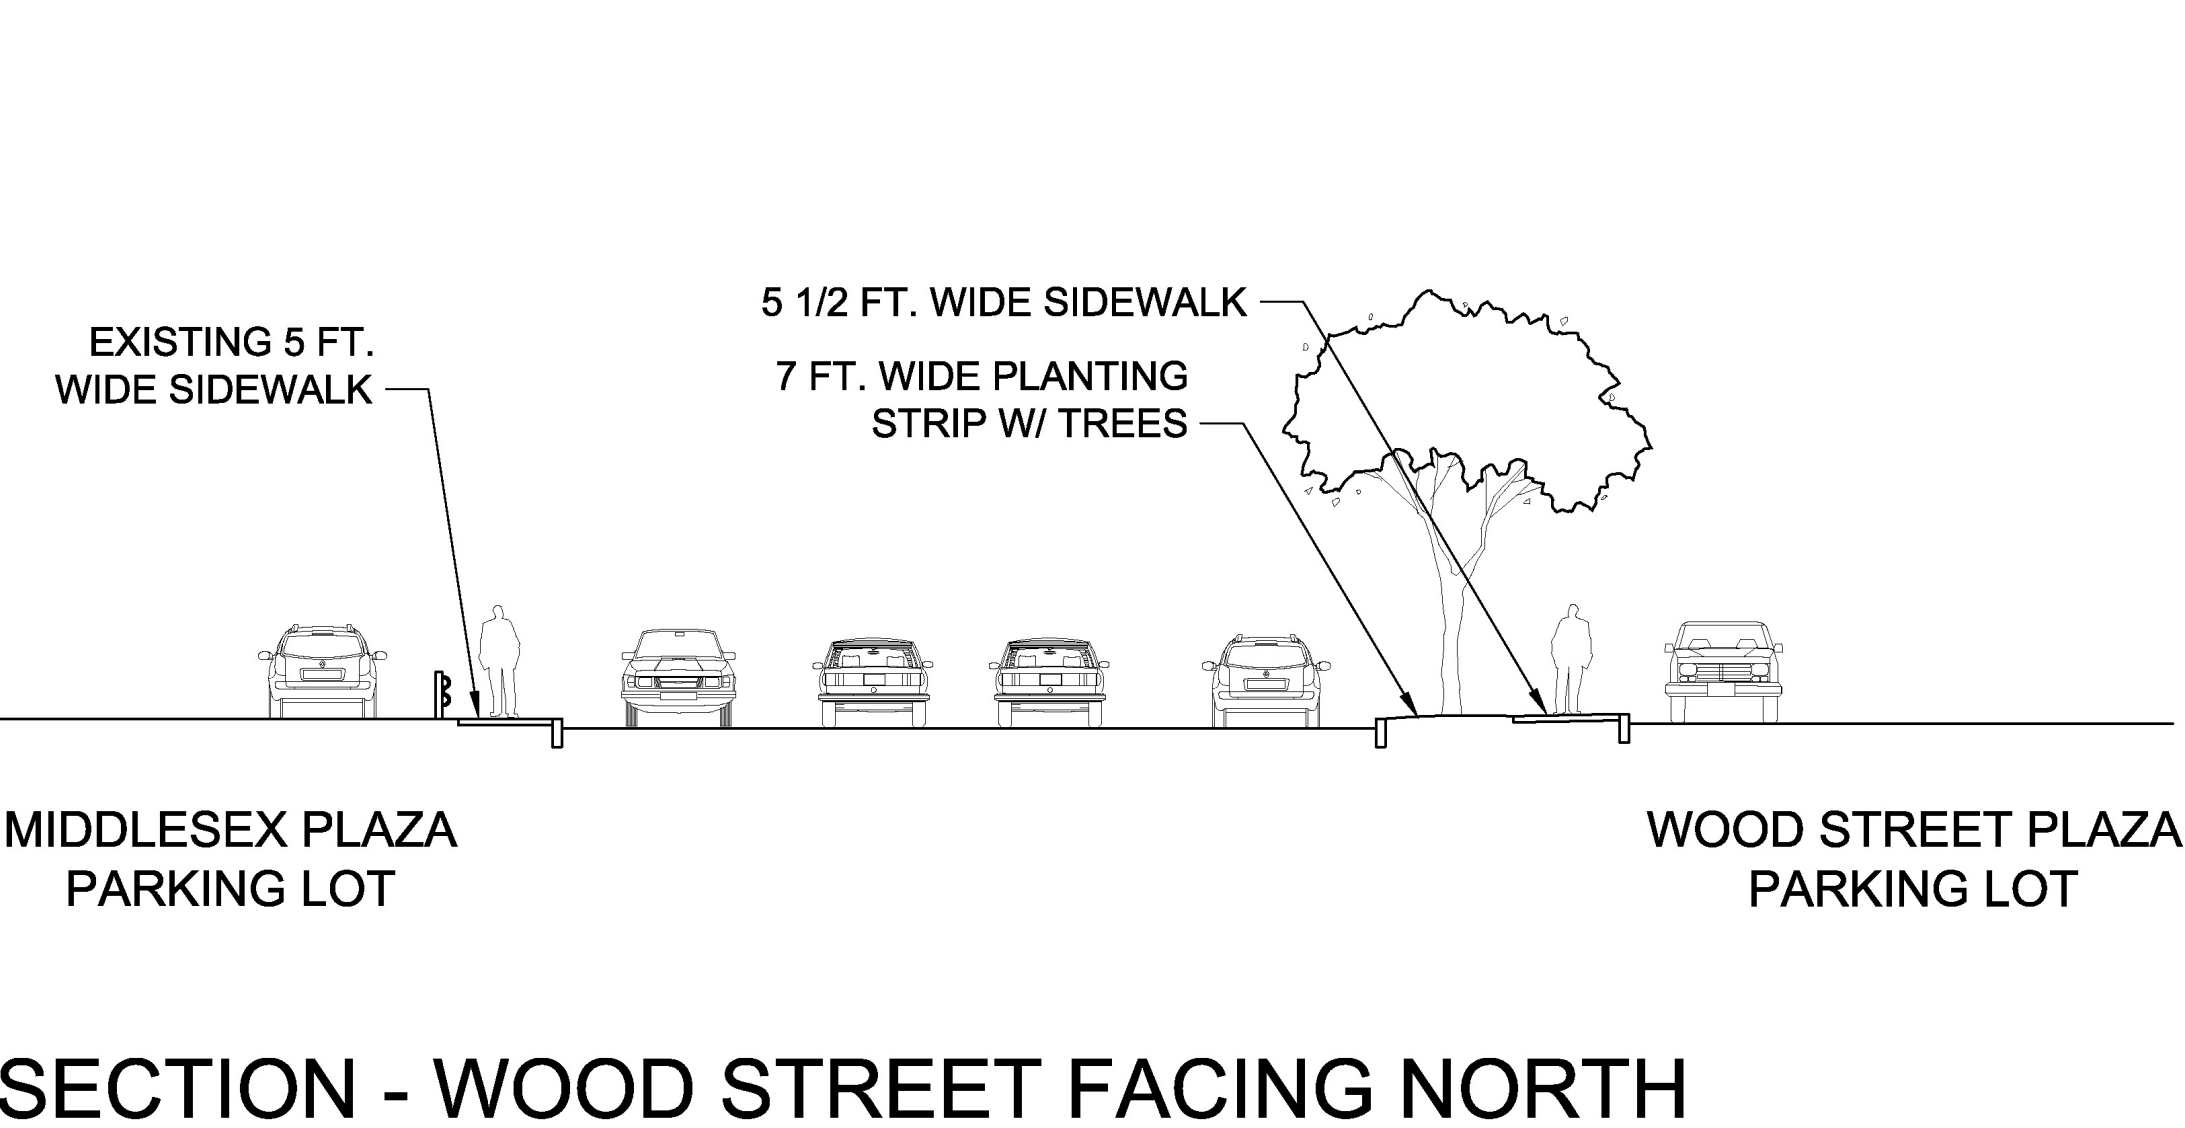 5 1/2 FT. WIDE SIDEWALK
EXISTING 5 FT.
WIDE SIDEWALK
7 FT. WIDE PLANTING
STRIP W/ TREES
MIDDLESEX PLAZA
PARKING LOT
WOOD STREET PLAZA
PARKING LOT
SECTION - WOOD STREET FACING NORTH